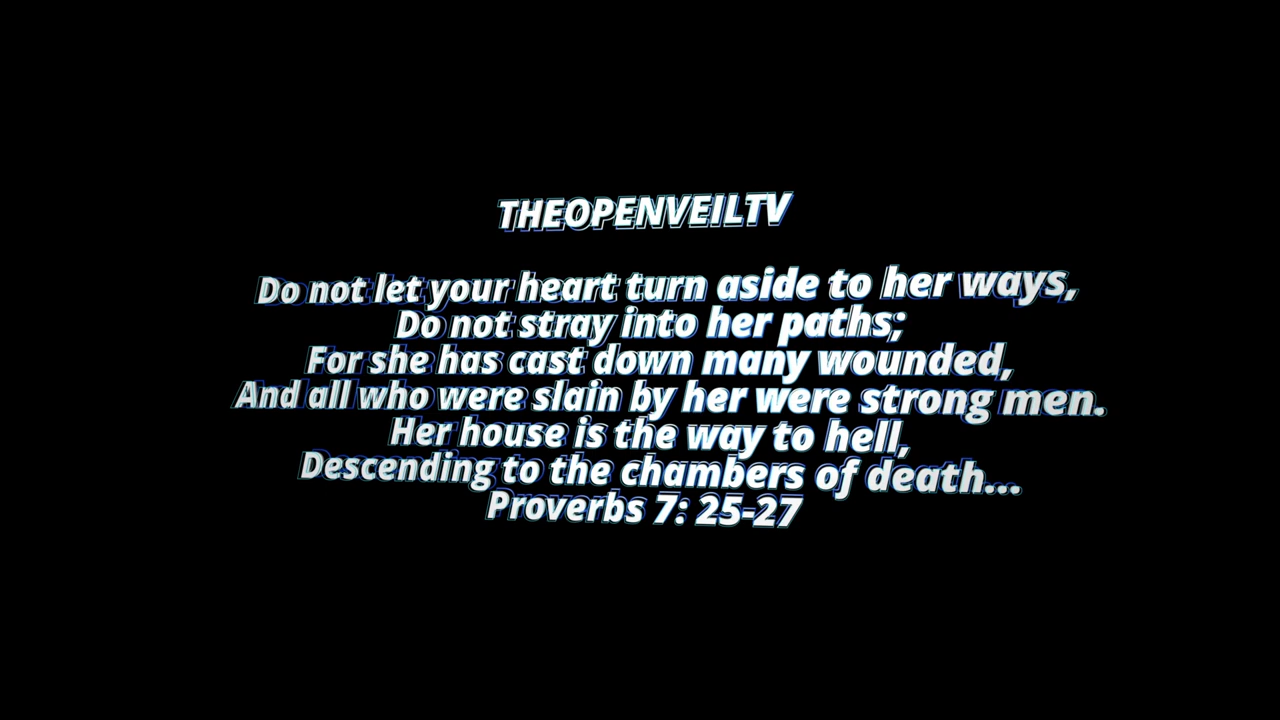 THEOPENVEILTV
Do not let your heart turn aside to her ways,
Do not stray into her paths;
For she has cast down many wounded,
And all who were slain by her were strong men.
Her house is the way to hell,
Descending to the chambers of death...
Proverbs 7: 25-27